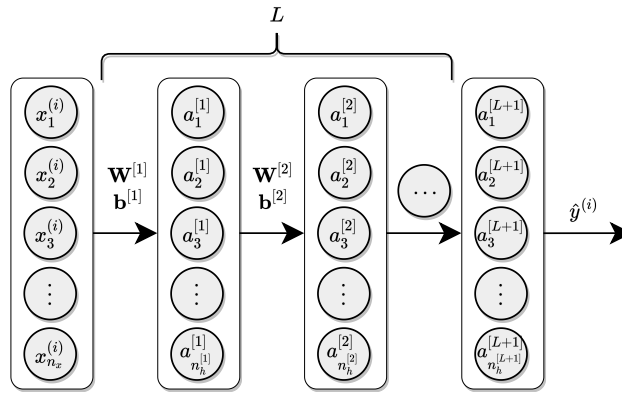 L
x_1^{(i)} a_1^{[1]} a_1^{[2]} a_1^{[L+1]}
x_2^{(i)} W^{[1]} a_2^{[1]} W^{[2]} a_2^{[2]} ⋯ a_2^{[L+1]}
b^{[1]} b^{[2]}
x_3^{(i)} a_3^{[1]} a_3^{[2]} a_3^{[L+1]} ŷ^{(i)}
⋮ ⋮ ⋮ ⋮
x_{n_x}^{(i)} a_{n_h^{[1]}}^{[1]} a_{n_h^{[2]}}^{[2]} a_{n_h^{[L+1]}}^{[L+1]}